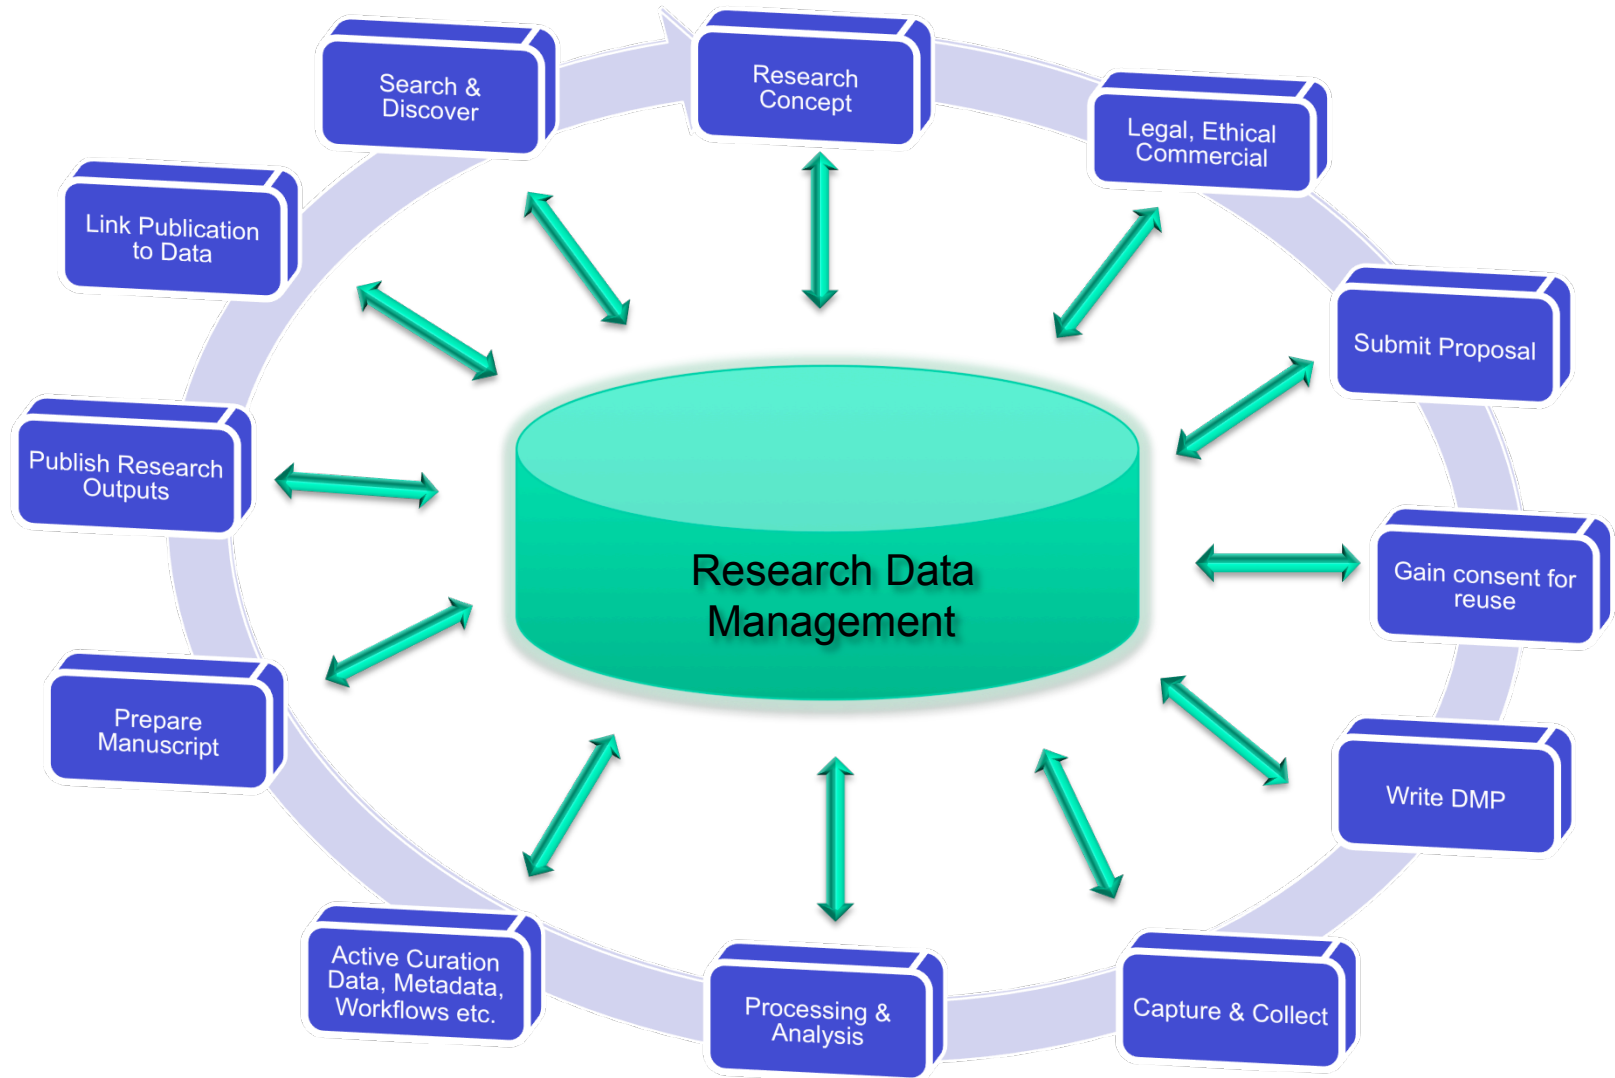 Research
Concept
Legal, Ethical
Commercial
Submit Proposal
Gain consent for
reuse
Write DMP
Capture & Collect
Processing &
Analysis
Active Curation
Data, Metadata,
Workflows etc.
Prepare
Manuscript
Publish Research
Outputs
Link Publication
to Data
Search &
Discover
Research Data
Management